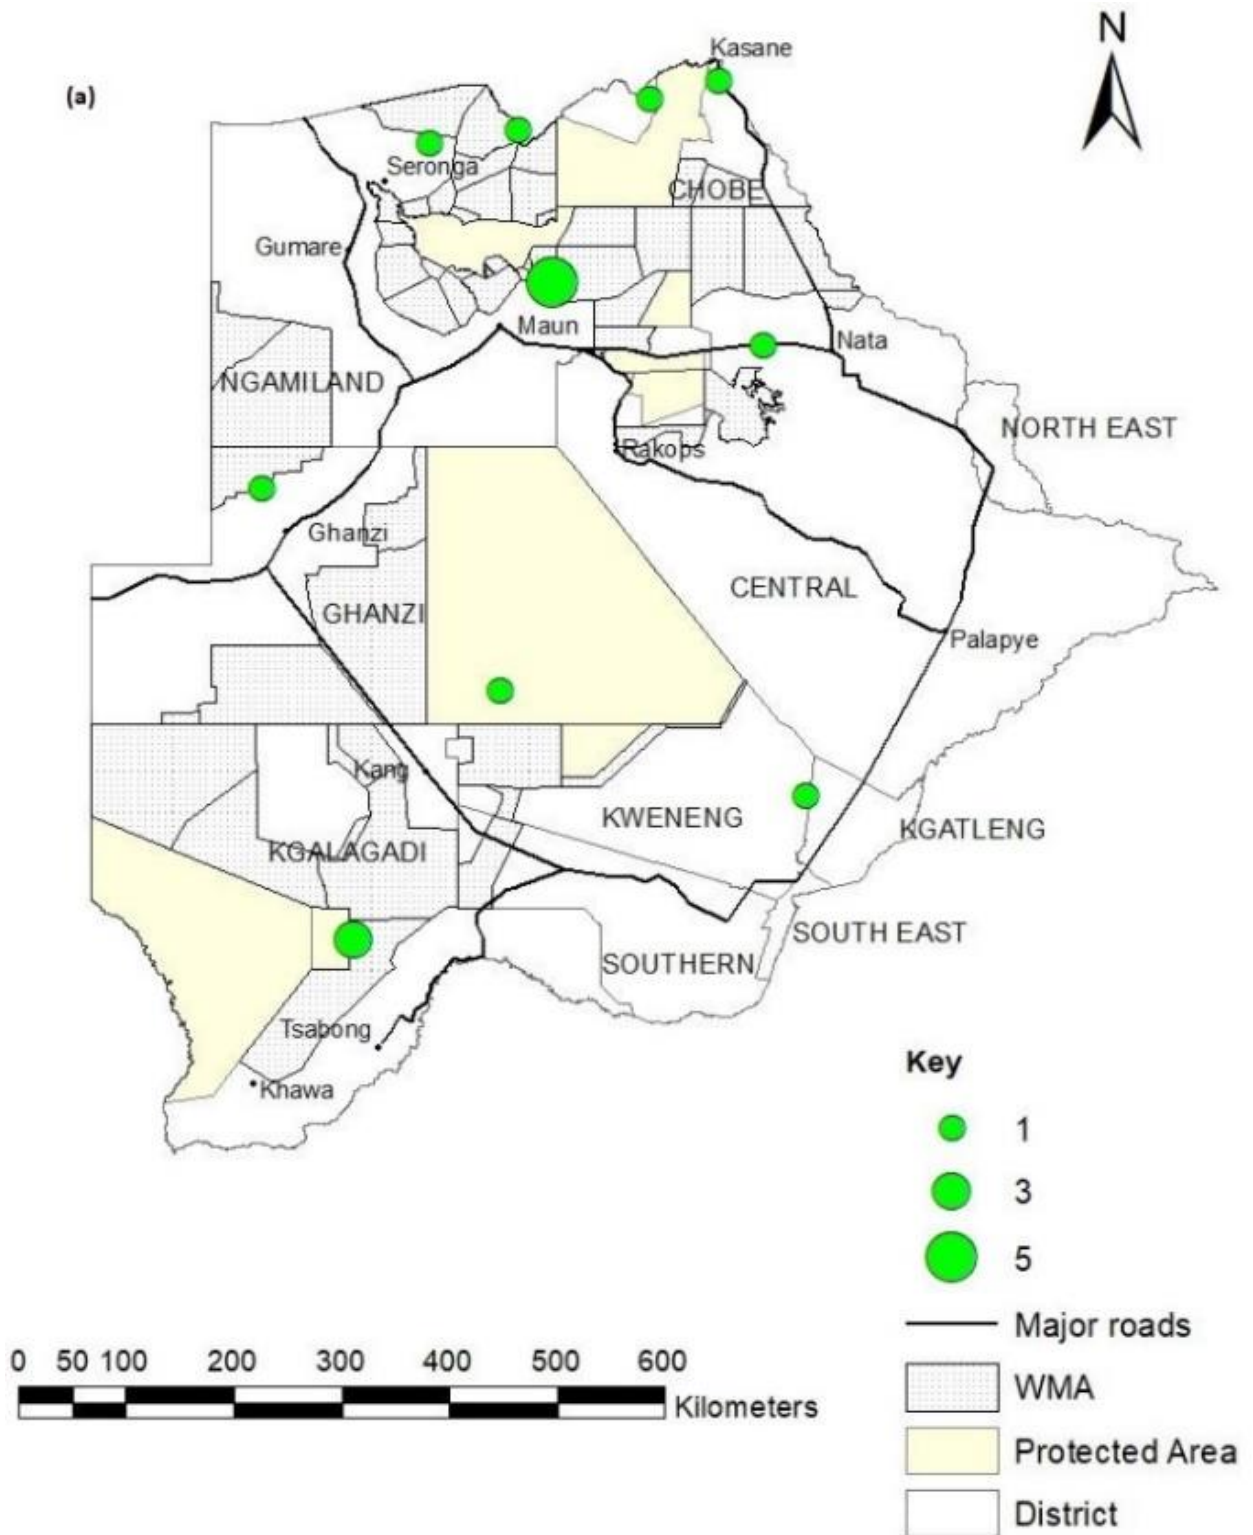 N
Kasane
(a)
Seronga
CHOBE
Gumare
Maun
Nata
NGAMILAND
NORTH EAST
Rakops
Ghanzi
CENTRAL
GHANZI
Palapye
Kang
KWENENG
KGATLENG
KGALAGADI
SOUTH EAST
SOUTHERN
Tsabong
Khawa
Key
1
3
5
Major roads
WMA
Protected Area
District
0 50 100 200 300 400 500 600
Kilometers